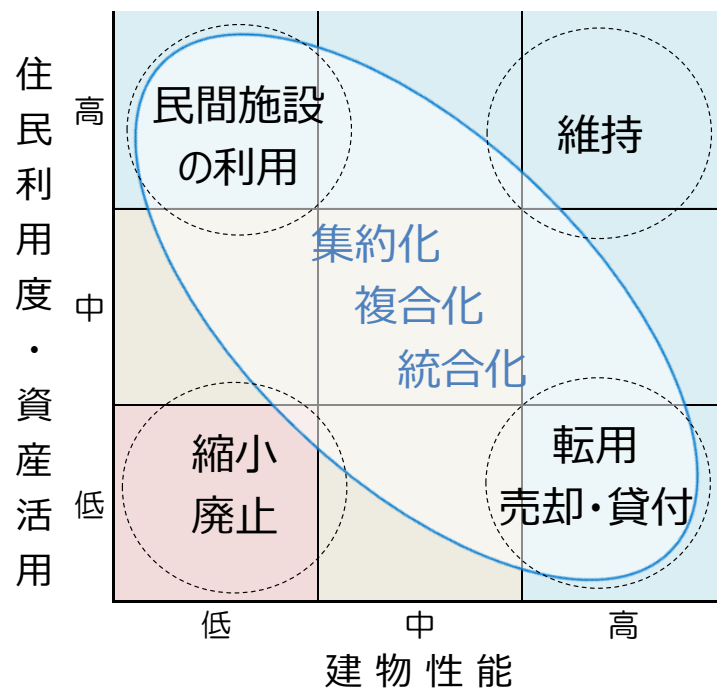 住民利用度・資産活用
高
中
低
民間施設
の利用
維持
集約化
複合化
統合化
縮小
廃止
転用
売却・貸付
低
中
高
建物性能